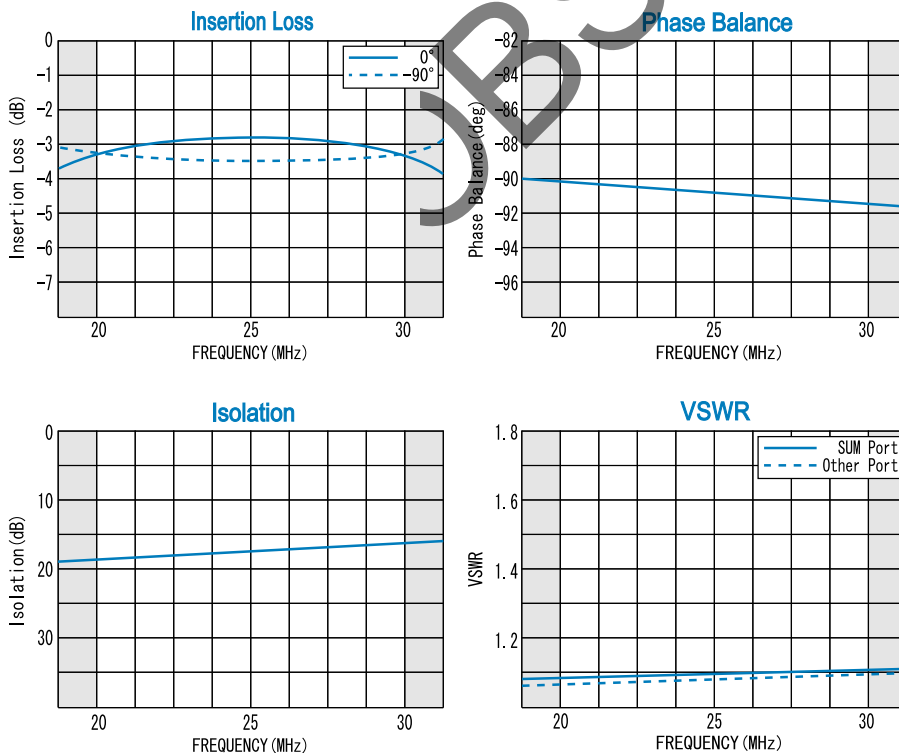 Insertion Loss
0
-1
-2
-3
-4
-5
-6
-7
Insertion Loss (dB)
0°
-90°
20
25
30
FREQUENCY(MHz)
Phase Balance
-82
-84
-86
-88
-90
-92
-94
-96
Phase Balance(deg)
20
25
30
FREQUENCY(MHz)
Isolation
0
10
20
30
Isolation(dB)
20
25
30
FREQUENCY(MHz)
VSWR
1.8
1.6
1.4
1.2
VSWR
SUM Port
Other Port
20
25
30
FREQUENCY(MHz)